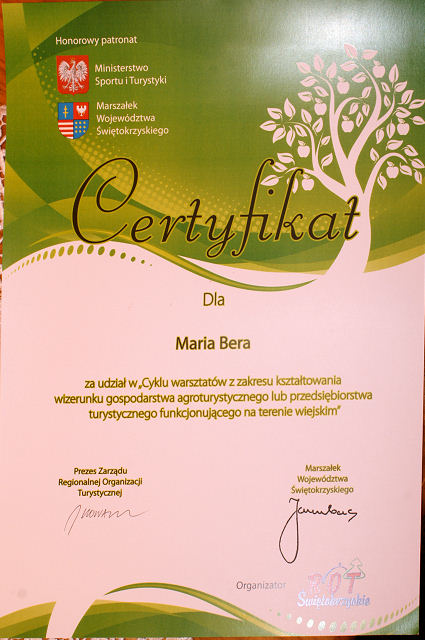 Honorowy patronat
Ministerstwo
Sportu i Turystyki
Marszałek
Województwa
Świętokrzyskiego
Certyfikat
Dla
Maria Bera
za udział w „Cyklu warsztatów z zakresu kształtowania
wizerunku gospodarstwa agroturystycznego lub przedsiębiorstwa
turystycznego funkcjonującego na terenie wiejskim”
Prezes Zarządu
Regionalnej Organizacji
Turystycznej
Marszałek
Województwa
Świętokrzyskiego
Organizator
ROT
Świętokrzyskie